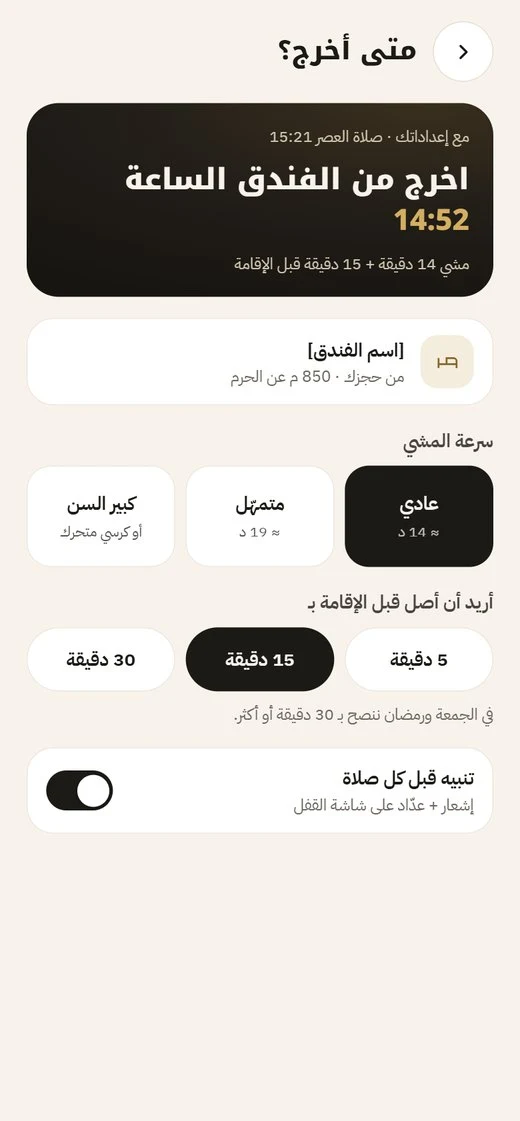 متى أخرج؟
مع إعداداتك · صلاة العصر 15:21
اخرج من الفندق الساعة
14:52
مشي 14 دقيقة + 15 دقيقة قبل الإقامة
[اسم الفندق]
من حجزك · 850 م عن الحرم
سرعة المشي
عادي
≈ 14 د
متمهّل
≈ 19 د
كبير السن
أو كرسي متحرك
أريد أن أصل قبل الإقامة بـ
5 دقيقة
15 دقيقة
30 دقيقة
في الجمعة ورمضان ننصح بـ 30 دقيقة أو أكثر.
تنبيه قبل كل صلاة
إشعار + عدّاد على شاشة القفل